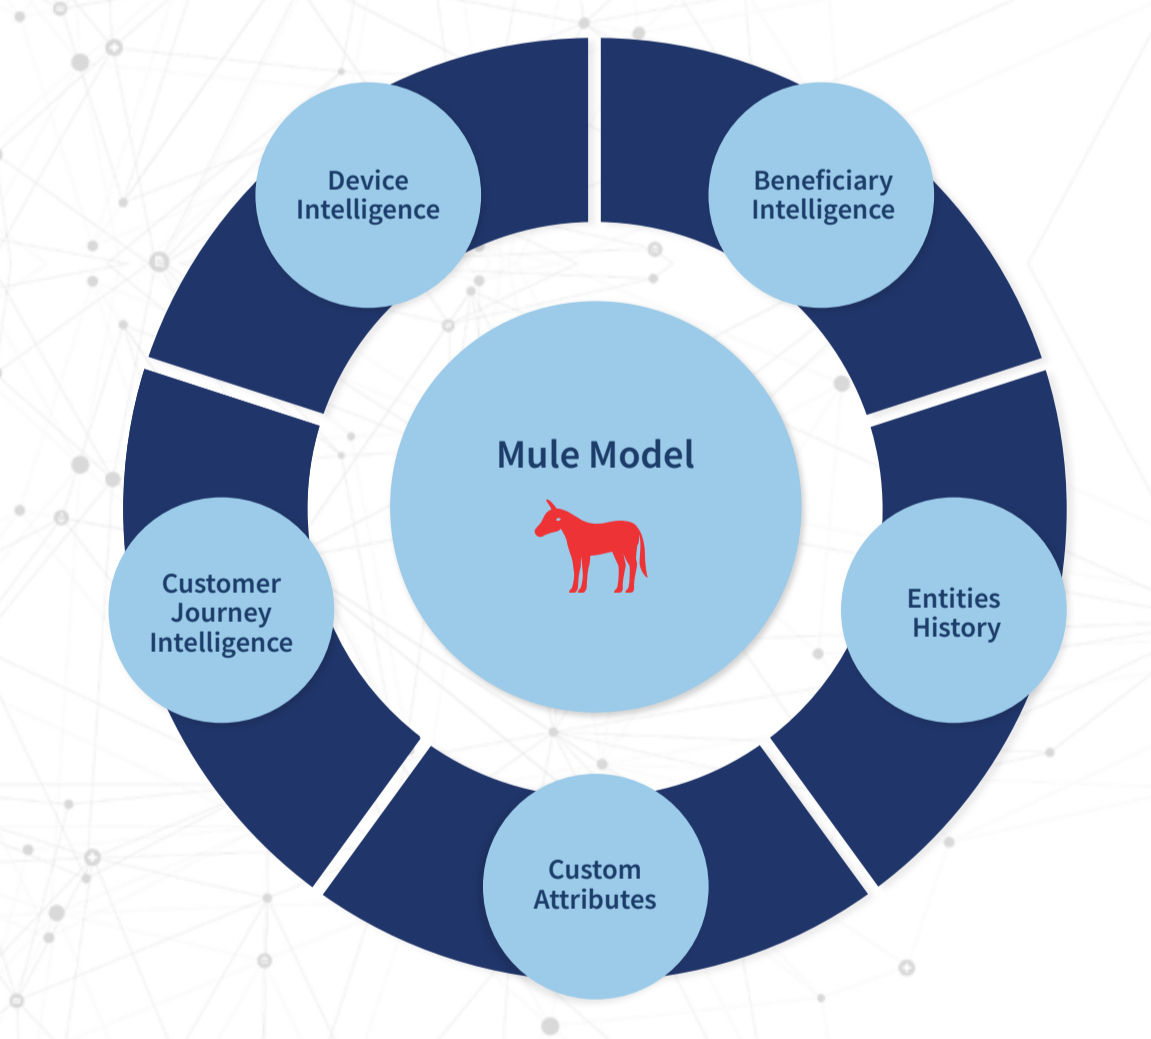 Device
Intelligence
Beneficiary
Intelligence
Mule Model
Customer
Journey
Intelligence
Entities
History
Custom
Attributes